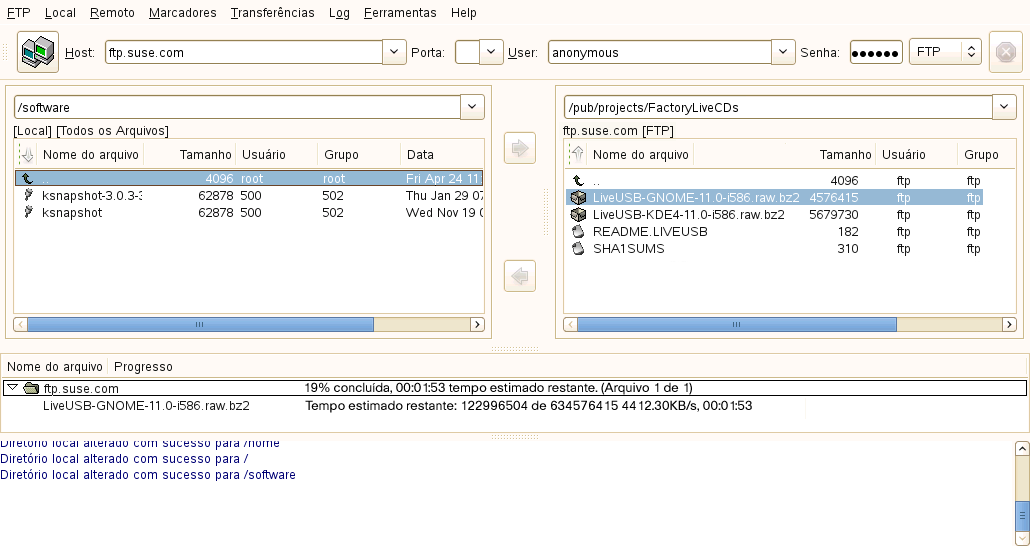 FTP Local Remoto Marcadores Transferências Log Ferramentas Help
Host: ftp.suse.com Porta: User: anonymous Senha: ●●●●●● FTP
/software
[Local] [Todos os Arquivos]
Nome do arquivo Tamanho Usuário Grupo Data
.. 4096 root root Fri Apr 24 11
ksnapshot-3.0.3-3 62878 500 502 Thu Jan 29 07
ksnapshot 62878 500 502 Wed Nov 19 0
/pub/projects/FactoryLiveCDs
ftp.suse.com [FTP]
Nome do arquivo Tamanho Usuário Grupo
.. 4096 ftp ftp
LiveUSB-GNOME-11.0-i586.raw.bz2 4576415 ftp ftp
LiveUSB-KDE4-11.0-i586.raw.bz2 5679730 ftp ftp
README.LIVEUSB 182 ftp ftp
SHA1SUMS 310 ftp ftp
Nome do arquivo Progresso
ftp.suse.com 19% concluída, 00:01:53 tempo estimado restante. (Arquivo 1 de 1)
LiveUSB-GNOME-11.0-i586.raw.bz2 Tempo estimado restante: 122996504 de 634576415 4412.30KB/s, 00:01:53
Diretório local alterado com sucesso para /home
Diretório local alterado com sucesso para /
Diretório local alterado com sucesso para /software